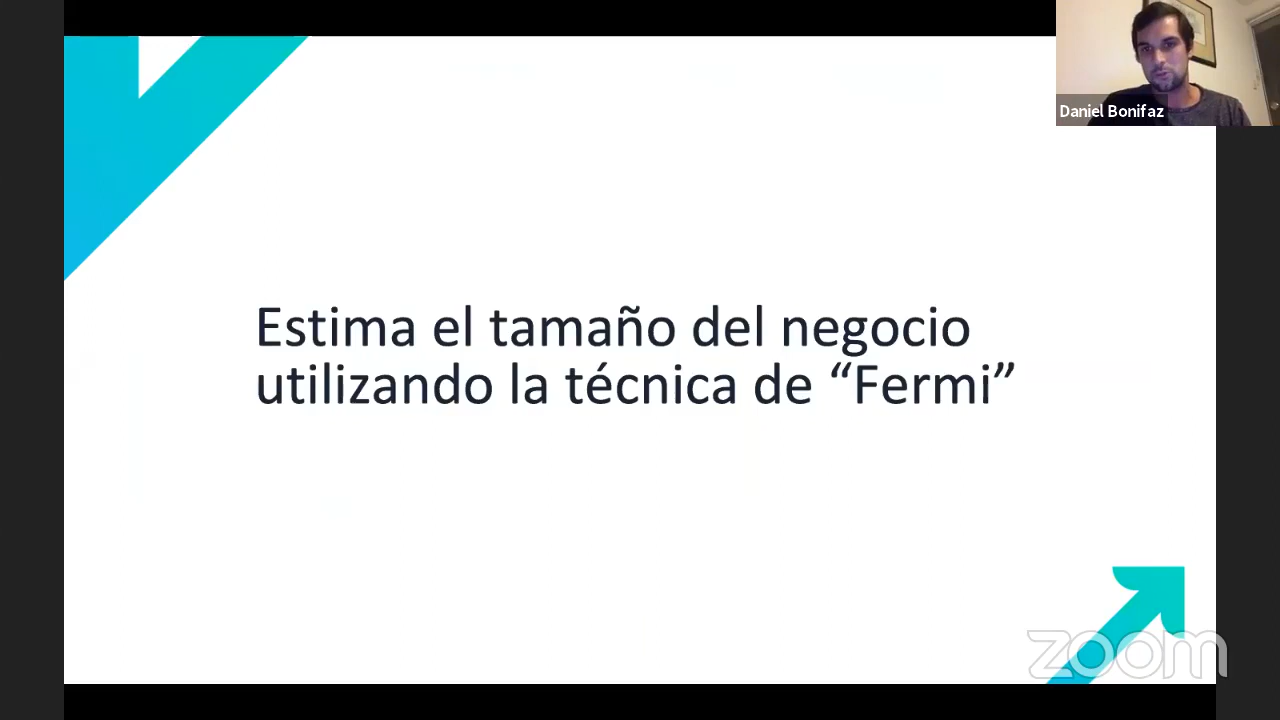 Daniel Bonifaz
Estima el tamaño del negocio
utilizando la técnica de “Fermi”
zoom